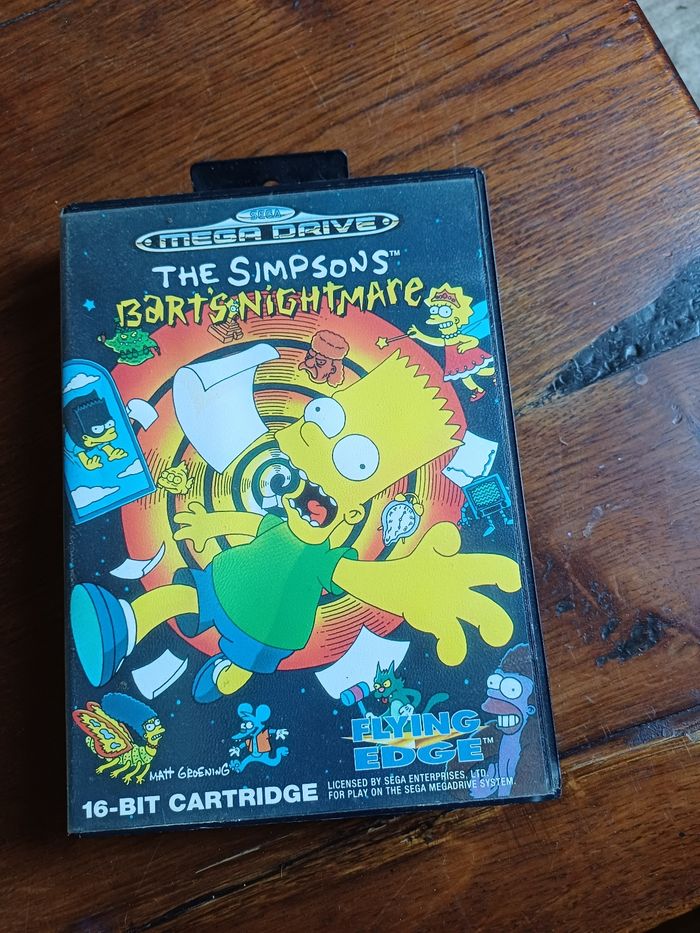 SEGA
MEGA DRIVE
THE SIMPSONS™
BART'S NIGHTMARE
FLYING
EDGE™
MATT GROENING
16-BIT CARTRIDGE
LICENSED BY SEGA ENTERPRISES, LTD.
FOR PLAY ON THE SEGA MEGADRIVE SYSTEM.